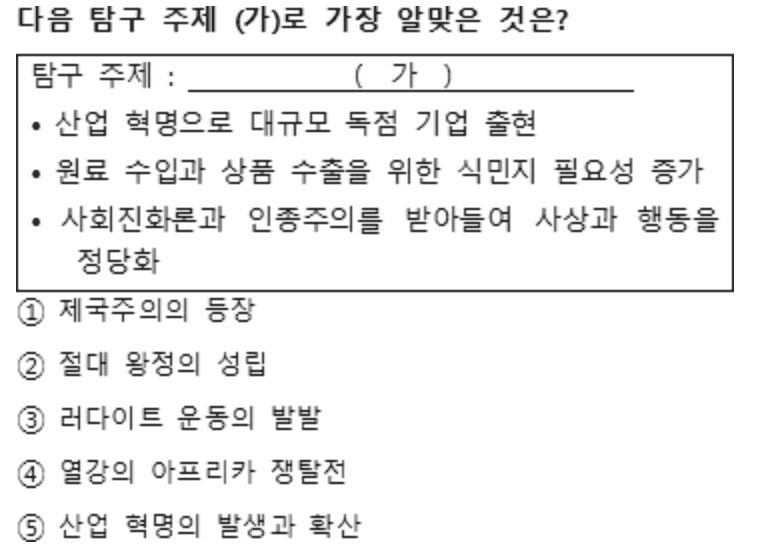 다음 탐구 주제 (가)로 가장 알맞은 것은?
탐구 주제 : ( 가 )
• 산업 혁명으로 대규모 독점 기업 출현
• 원료 수입과 상품 수출을 위한 식민지 필요성 증가
• 사회진화론과 인종주의를 받아들여 사상과 행동을
정당화
① 제국주의의 등장
② 절대 왕정의 성립
③ 러다이트 운동의 발발
④ 열강의 아프리카 쟁탈전
⑤ 산업 혁명의 발생과 확산